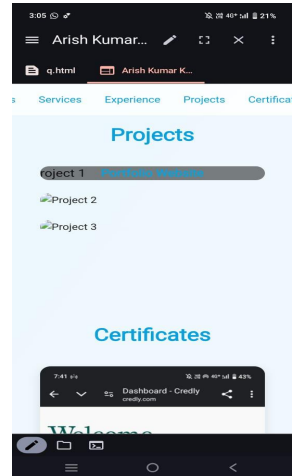 3:05 21%
Arish Kumar...
q.html Arish Kumar K...
s Services Experience Projects Certificat
Projects
roject 1 Portfolio Website
Project 2
Project 3
Certificates
7:41 43%
Dashboard - Credly
credly.com
Welcome